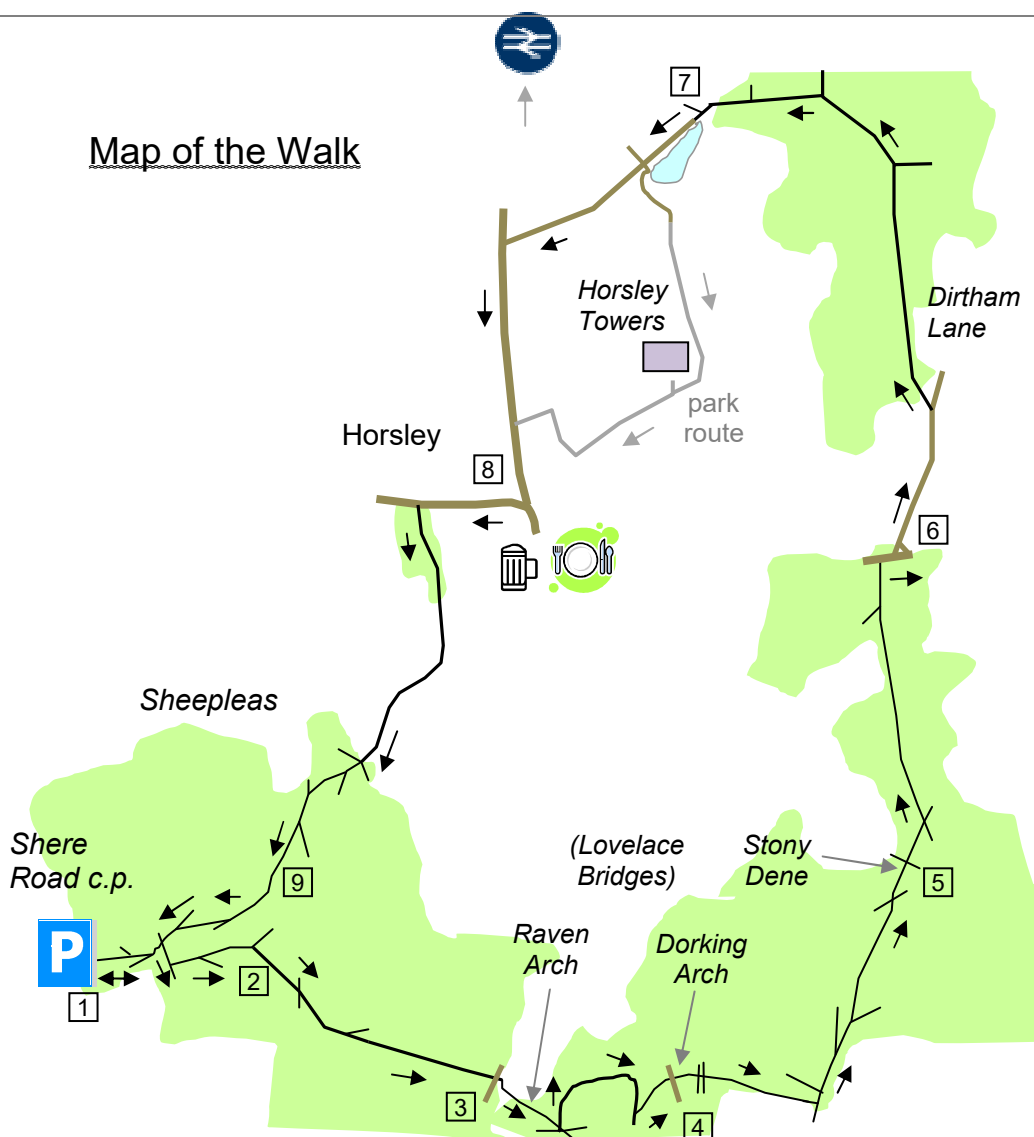 Map of the Walk
7
Horsley
Towers
Dirtham
Lane
park
route
Horsley
8
6
Sheepleas
Shere
Road c.p.
(Lovelace
Bridges)
Stony
Dene
9
5
Raven
Arch
Dorking
Arch
P
2
1
3
4